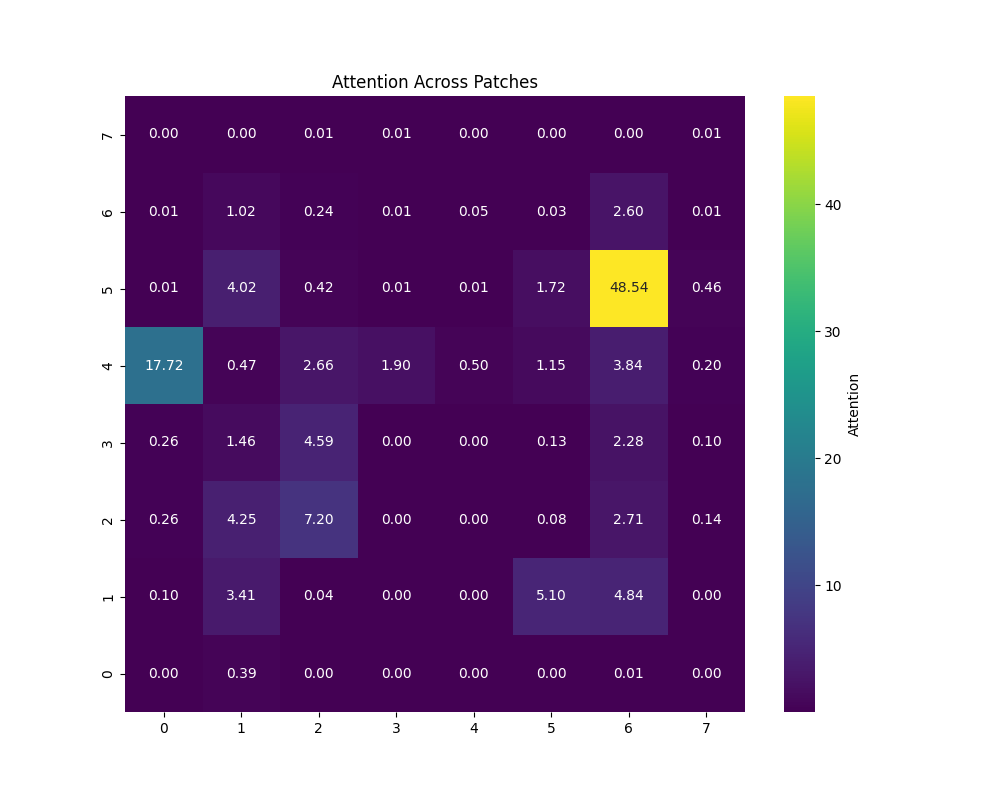 Attention Across Patches
7 0.00 0.00 0.01 0.01 0.00 0.00 0.00 0.01
6 0.01 1.02 0.24 0.01 0.05 0.03 2.60 0.01 40
5 0.01 4.02 0.42 0.01 0.01 1.72 48.54 0.46
30
4 17.72 0.47 2.66 1.90 0.50 1.15 3.84 0.20
Attention
3 0.26 1.46 4.59 0.00 0.00 0.13 2.28 0.10
20
2 0.26 4.25 7.20 0.00 0.00 0.08 2.71 0.14
10
1 0.10 3.41 0.04 0.00 0.00 5.10 4.84 0.00
0 0.00 0.39 0.00 0.00 0.00 0.00 0.01 0.00
0 1 2 3 4 5 6 7